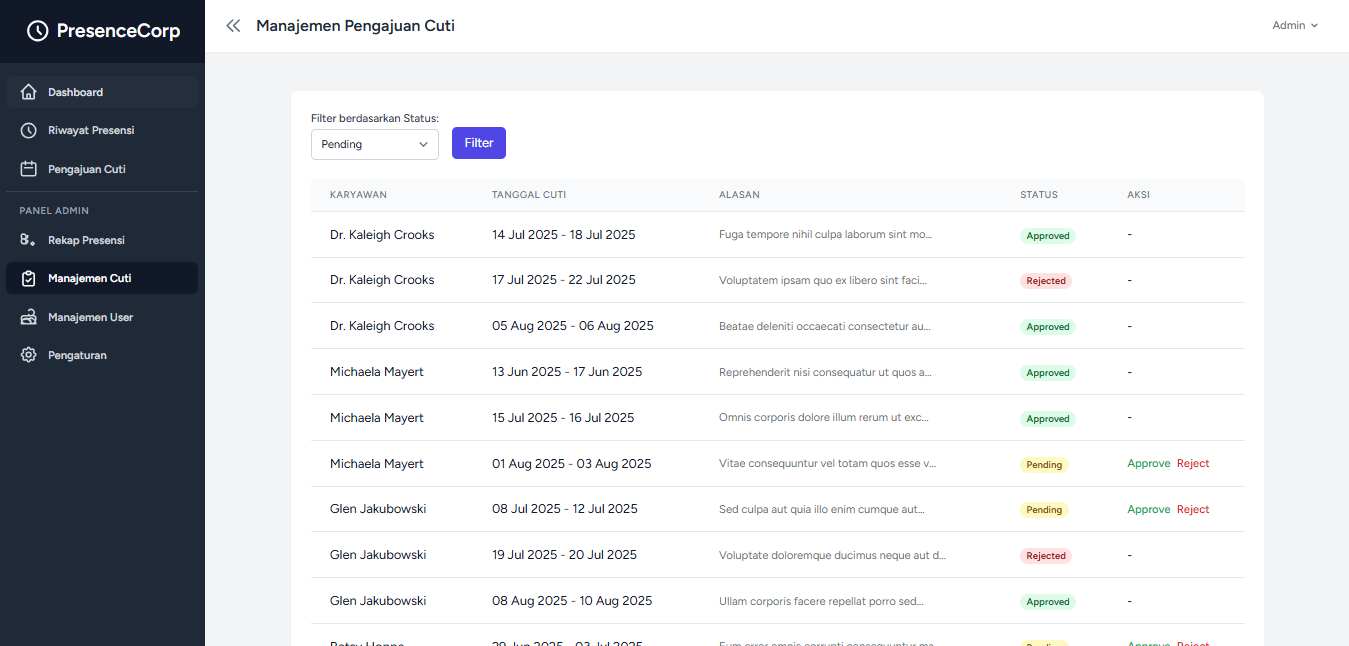 PresenceCorp
Manajemen Pengajuan Cuti
Admin
Dashboard
Riwayat Presensi
Pengajuan Cuti
PANEL ADMIN
Rekap Presensi
Manajemen Cuti
Manajemen User
Pengaturan
Filter berdasarkan Status:
Pending
Filter
KARYAWAN TANGGAL CUTI ALASAN STATUS AKSI
Dr. Kaleigh Crooks 14 Jul 2025 - 18 Jul 2025 Fuga tempore nihil culpa laborum sint mo... Approved -
Dr. Kaleigh Crooks 17 Jul 2025 - 22 Jul 2025 Voluptatem ipsam quo ex libero sint faci... Rejected -
Dr. Kaleigh Crooks 05 Aug 2025 - 06 Aug 2025 Beatae deleniti occaecati consectetur au... Approved -
Michaela Mayert 13 Jun 2025 - 17 Jun 2025 Reprehenderit nisi consequatur ut quos a... Approved -
Michaela Mayert 15 Jul 2025 - 16 Jul 2025 Omnis corporis dolore illum rerum ut exc... Approved -
Michaela Mayert 01 Aug 2025 - 03 Aug 2025 Vitae consequuntur vel totam quos esse v... Pending Approve Reject
Glen Jakubowski 08 Jul 2025 - 12 Jul 2025 Sed culpa aut quia illo enim cumque aut... Pending Approve Reject
Glen Jakubowski 19 Jul 2025 - 20 Jul 2025 Voluptate doloremque ducimus neque aut d... Rejected -
Glen Jakubowski 08 Aug 2025 - 10 Aug 2025 Ullam corporis facere repellat porro sed... Approved -
Pending Approve Reject